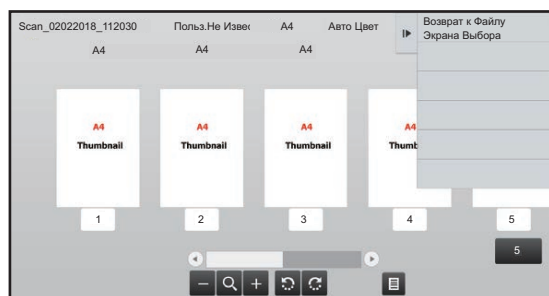 Scan_02022018_112030 Польз.Не Извес A4 Авто Цвет
Возврат к Файлу
Экрана Выбора
A4 A4 A4
A4 A4 A4 A4
Thumbnail Thumbnail Thumbnail Thumb
1 2 3 4 5
5